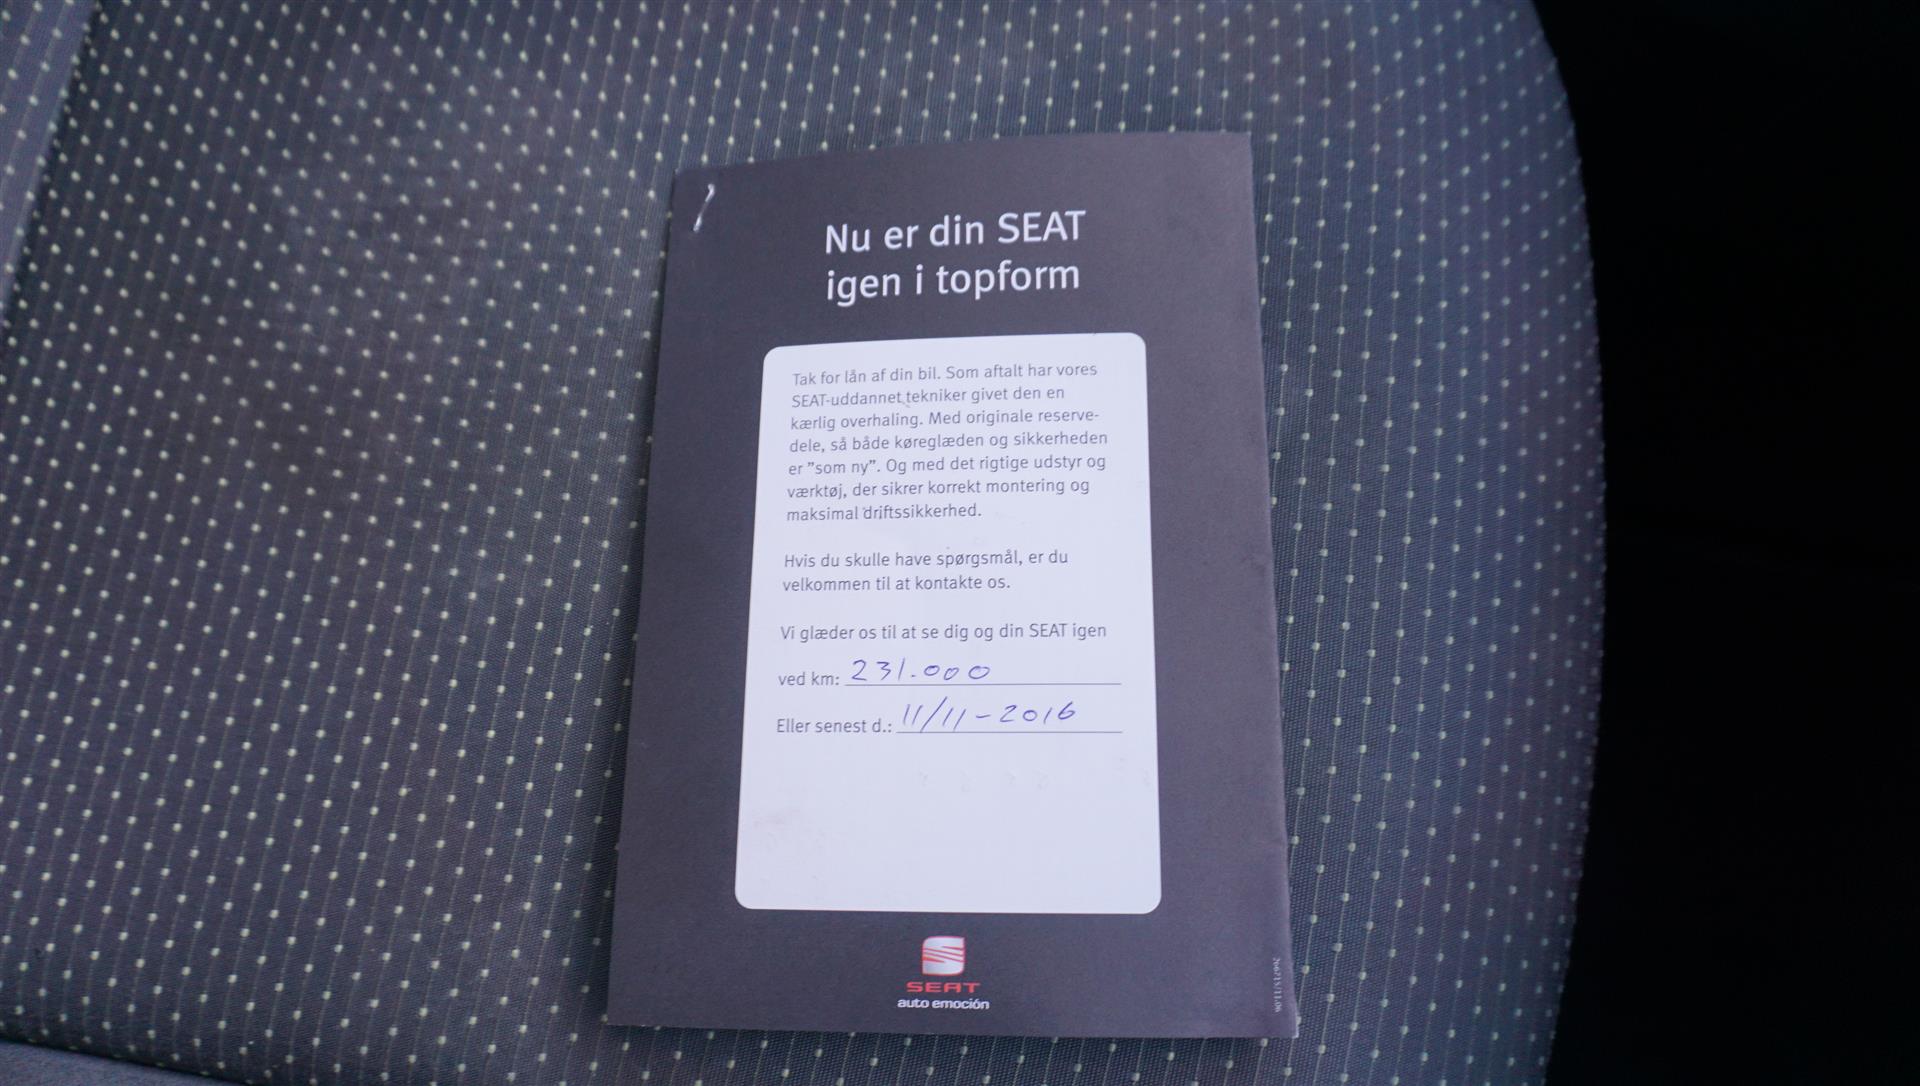 Nu er din SEAT
igen i topform
Tak for lån af din bil. Som aftalt har vores
SEAT-uddannet tekniker givet den en
kærlig overhaling. Med originale reserve-
dele, så både køreglæden og sikkerheden
er ”som ny”. Og med det rigtige udstyr og
værktøj, der sikrer korrekt montering og
maksimal driftssikkerhed.
Hvis du skulle have spørgsmål, er du
velkommen til at kontakte os.
Vi glæder os til at se dig og din SEAT igen
ved km: 231.000
Eller senest d.: 11/11-2016
SEAT
auto emoción